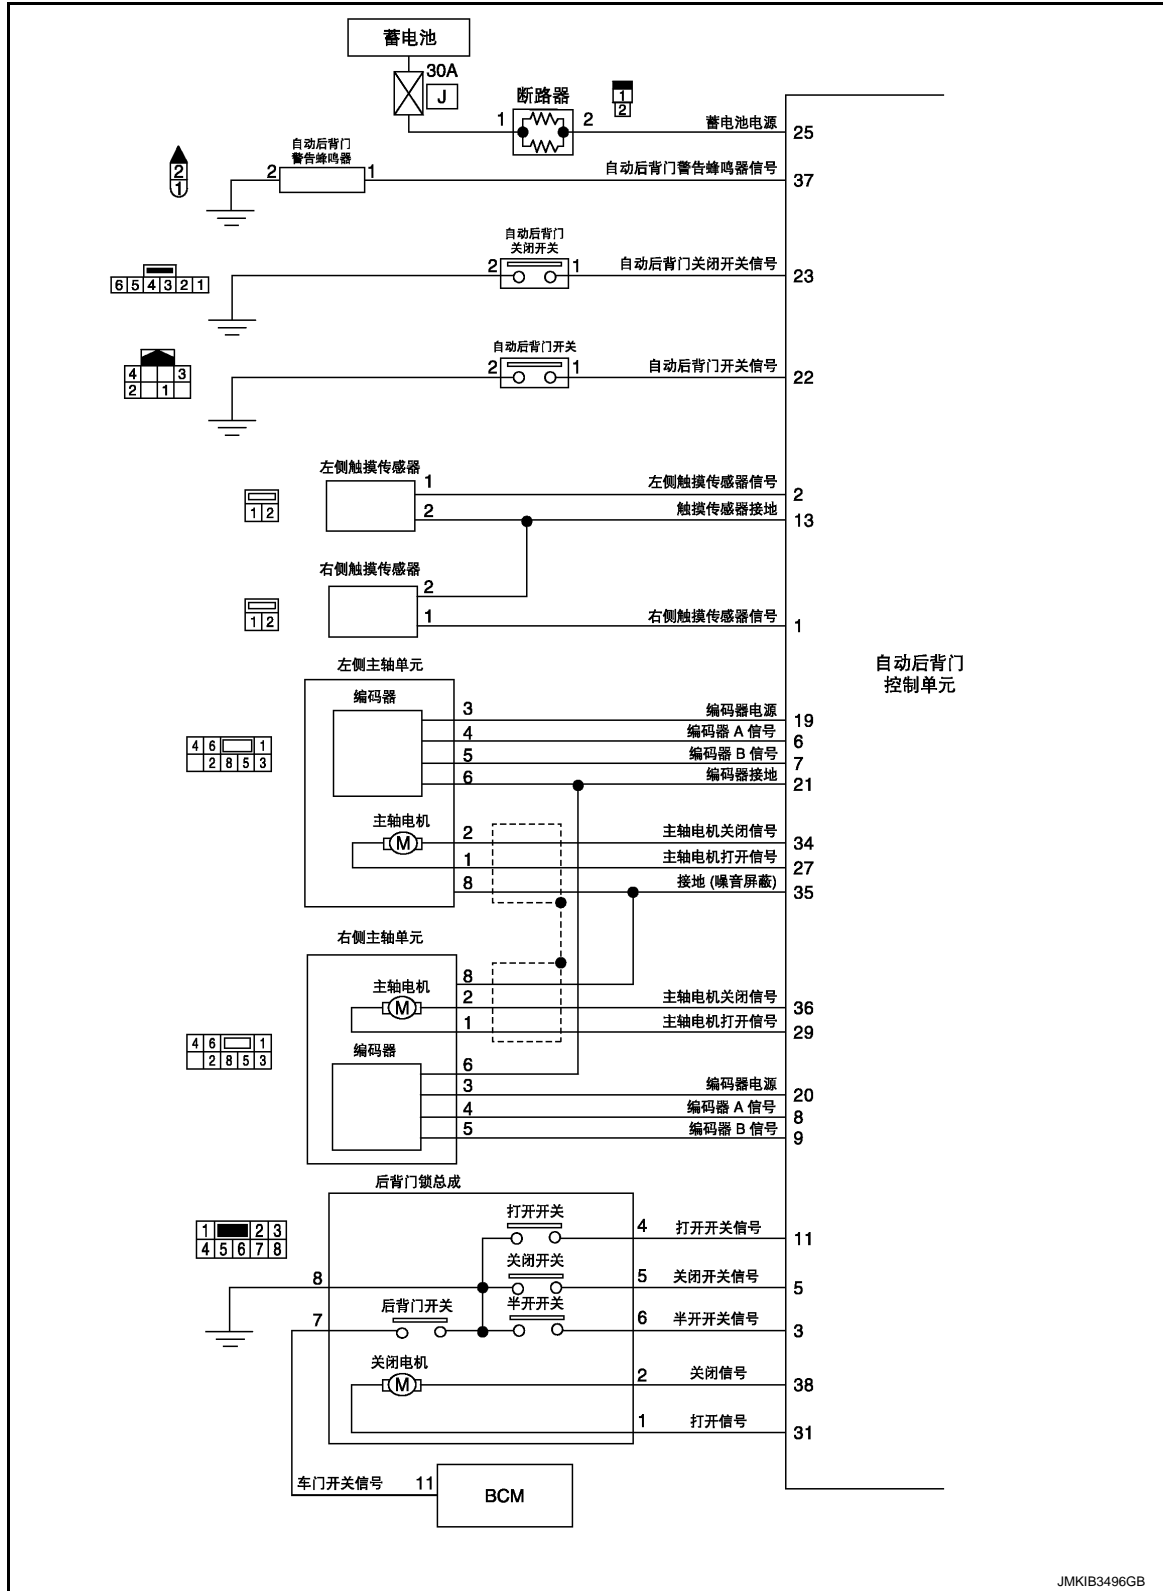 蓄电池
30A
J
断路器
1
2
1
2
蓄电池电源
25
自动后背门
警告蜂鸣器
2
1
2
1
自动后背门警告蜂鸣器信号
37
自动后背门
关闭开关
2
1
自动后背门关闭开关信号
23
6 5 4 3 2 1
自动后背门开关
2
1
自动后背门开关信号
22
4 3
2 1
左侧触摸传感器
1
左侧触摸传感器信号
2
2
触摸传感器接地
13
1 2
右侧触摸传感器
2
1
右侧触摸传感器信号
1
1 2
自动后背门
控制单元
左侧主轴单元
编码器
3
编码器电源
19
4
编码器 A 信号
6
5
编码器 B 信号
7
6
编码器接地
21
4 6 1
2 8 5 3
主轴电机
M
2
主轴电机关闭信号
34
1
主轴电机打开信号
27
8
接地 (噪音屏蔽)
35
右侧主轴单元
8
主轴电机
M
2
主轴电机关闭信号
36
1
主轴电机打开信号
29
4 6 1
2 8 5 3
编码器
6
3
编码器电源
20
4
编码器 A 信号
8
5
编码器 B 信号
9
后背门锁总成
1 2 3
4 5 6 7 8
打开开关
4
打开开关信号
11
关闭开关
8
5
关闭开关信号
5
后背门开关
半开开关
7
6
半开开关信号
3
关闭电机
M
2
关闭信号
38
1
打开信号
31
车门开关信号
11
BCM
JMKIB3496GB